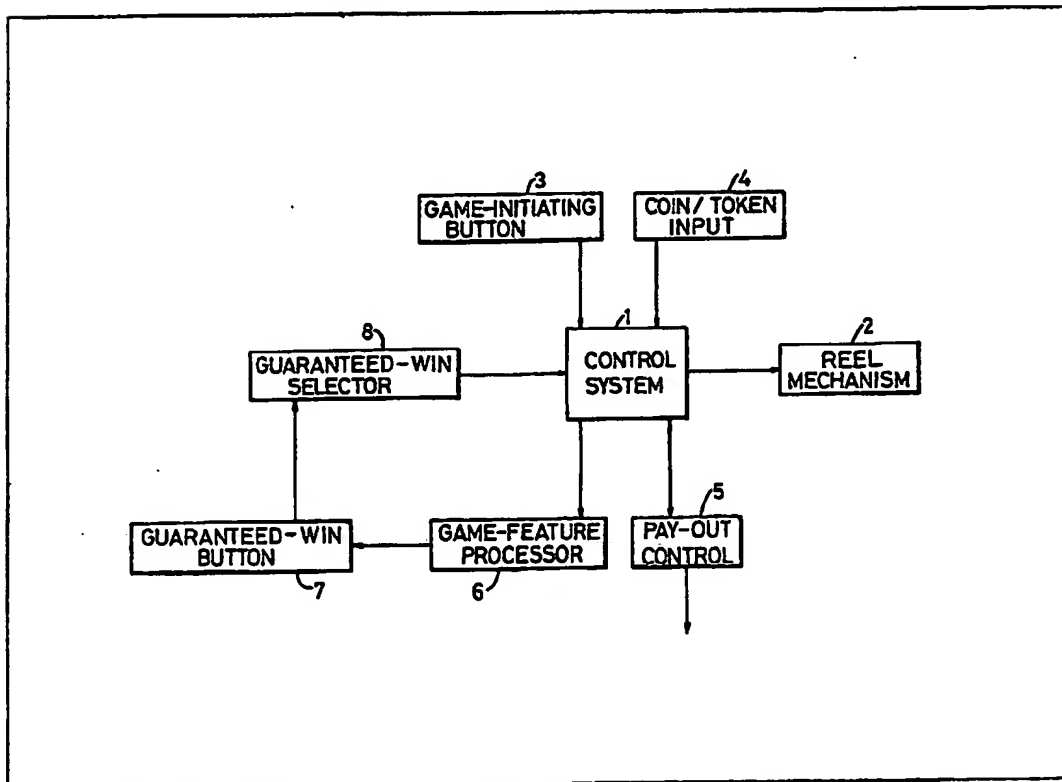 3
GAME-INITIATING
BUTTON
4
COIN/TOKEN
INPUT
1
CONTROL
SYSTEM
2
REEL
MECHANISM
8
GUARANTEED-WIN
SELECTOR
GUARANTEED-WIN
BUTTON
7
GAME-FEATURE
PROCESSOR
6
5
PAY-OUT
CONTROL